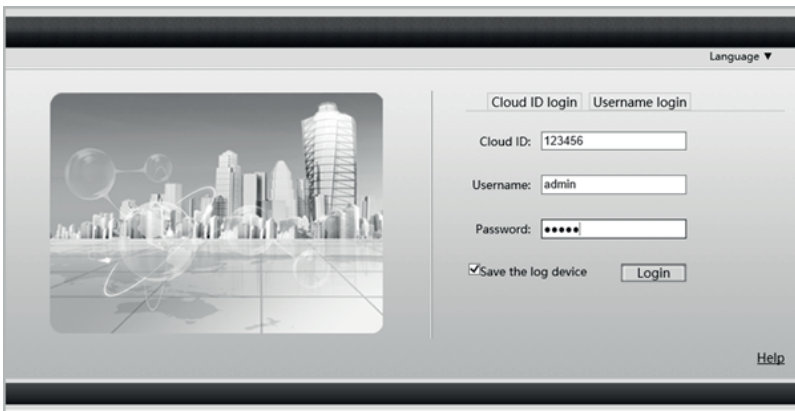 Language ▼
Cloud ID login Username login
Cloud ID: 123456
Username: admin
Password: ●●●●●
Save the log device Login
Help